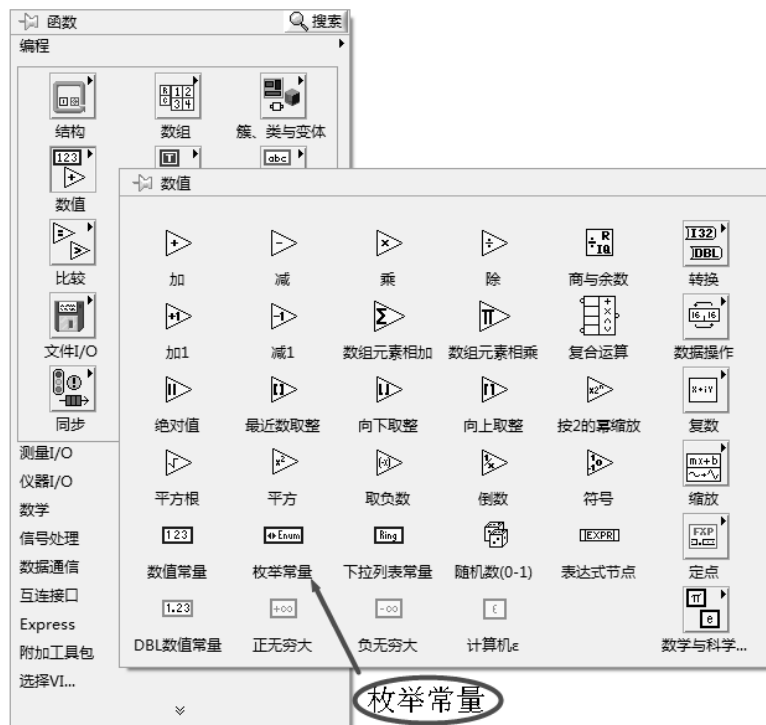 函数 搜索
编程
结构 数组 簇、类与变体
数值
比较
文件I/O
同步
测量I/O
仪器I/O
数学
信号处理
数据通信
互连接口
Express
附加工具包
选择VI...
数值
加 减 乘 除 商与余数 转换
加1 减1 数组元素相加 数组元素相乘 复合运算 数据操作
绝对值 最近数取整 向下取整 向上取整 按2的幂缩放 复数
平方根 平方 取负数 倒数 符号 缩放
数值常量 枚举常量 下拉列表常量 随机数(0-1) 表达式节点 定点
DBL数值常量 正无穷大 负无穷大 计算机ε 数学与科学...
枚举常量